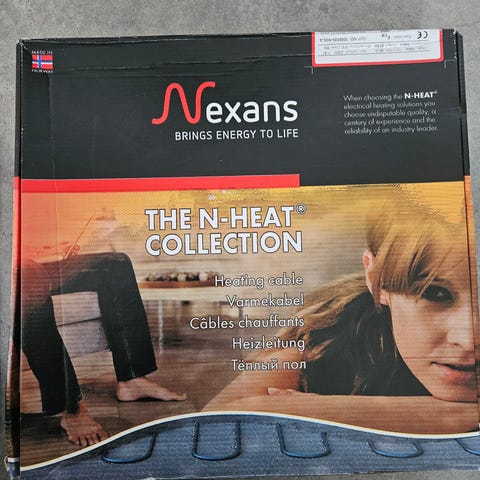 MADE IN
NORWAY
Nexans
BRINGS ENERGY TO LIFE
When choosing the N-HEAT®
electrical heating solutions you
choose undisputable quality, a
century of experience and the
reliability of an industry leader.
THE N-HEAT®
COLLECTION
Heating cable
Varmekabel
Câbles chauffants
Heizleitung
Тёплый пол